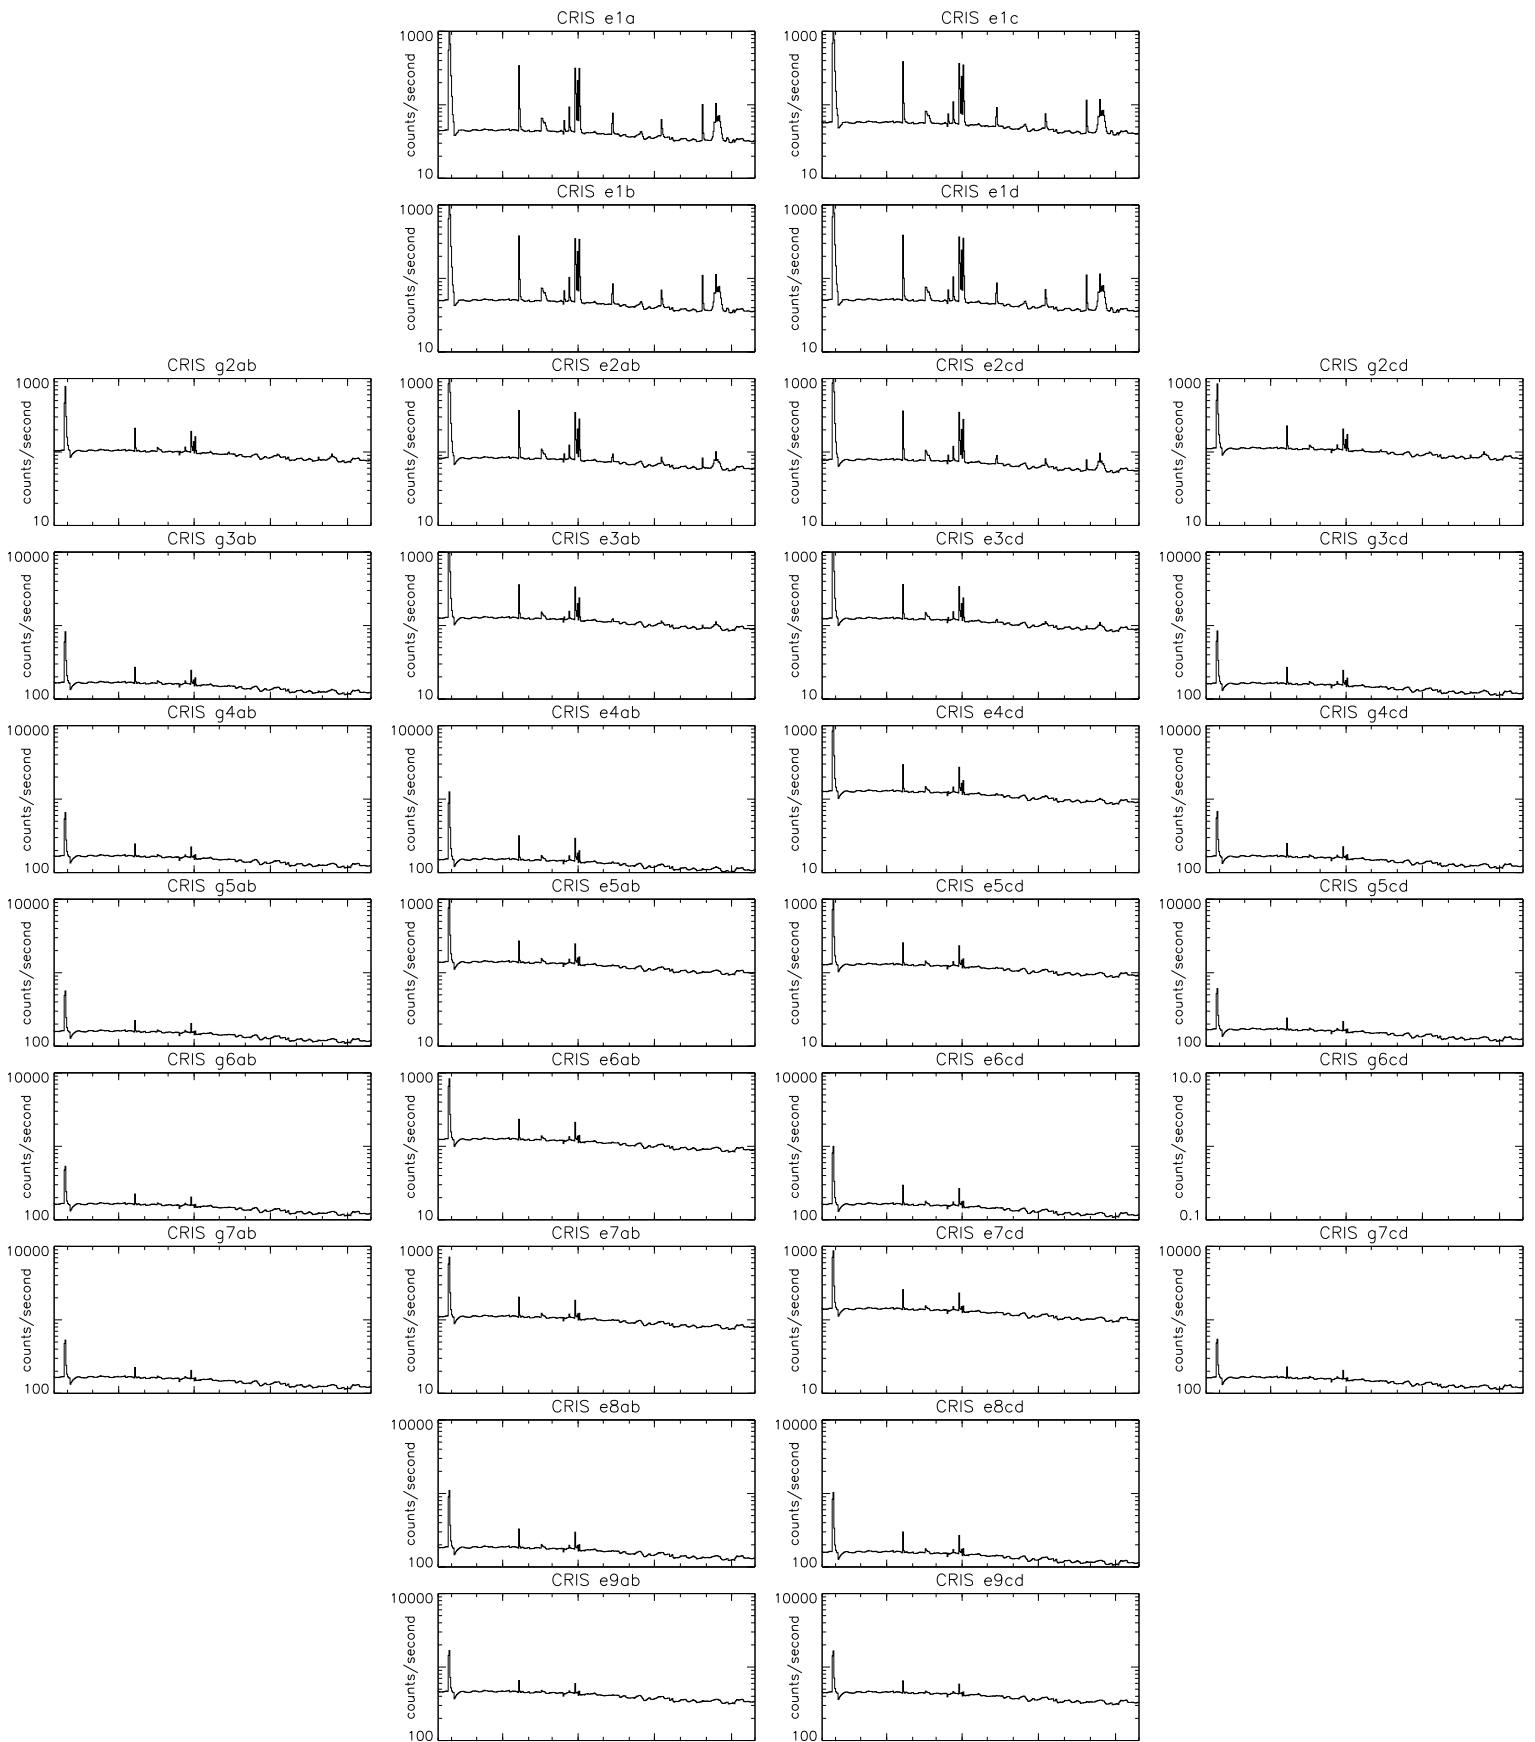 CRIS e1a
1000
counts/second
10
CRIS e1c
1000
counts/second
10
CRIS e1b
1000
counts/second
10
CRIS e1d
1000
counts/second
10
CRIS g2ab
1000
counts/second
10
CRIS e2ab
1000
counts/second
10
CRIS e2cd
1000
counts/second
10
CRIS g2cd
1000
counts/second
10
CRIS g3ab
10000
counts/second
100
CRIS e3ab
1000
counts/second
10
CRIS e3cd
1000
counts/second
10
CRIS g3cd
10000
counts/second
100
CRIS g4ab
10000
counts/second
100
CRIS e4ab
10000
counts/second
100
CRIS e4cd
1000
counts/second
10
CRIS g4cd
10000
counts/second
100
CRIS g5ab
10000
counts/second
100
CRIS e5ab
1000
counts/second
10
CRIS e5cd
1000
counts/second
10
CRIS g5cd
10000
counts/second
100
CRIS g6ab
10000
counts/second
100
CRIS e6ab
1000
counts/second
10
CRIS e6cd
10000
counts/second
100
CRIS g6cd
10.0
counts/second
0.1
CRIS g7ab
10000
counts/second
100
CRIS e7ab
1000
counts/second
10
CRIS e7cd
1000
counts/second
10
CRIS g7cd
10000
counts/second
100
CRIS e8ab
10000
counts/second
100
CRIS e8cd
10000
counts/second
100
CRIS e9ab
10000
counts/second
100
CRIS e9cd
10000
counts/second
100